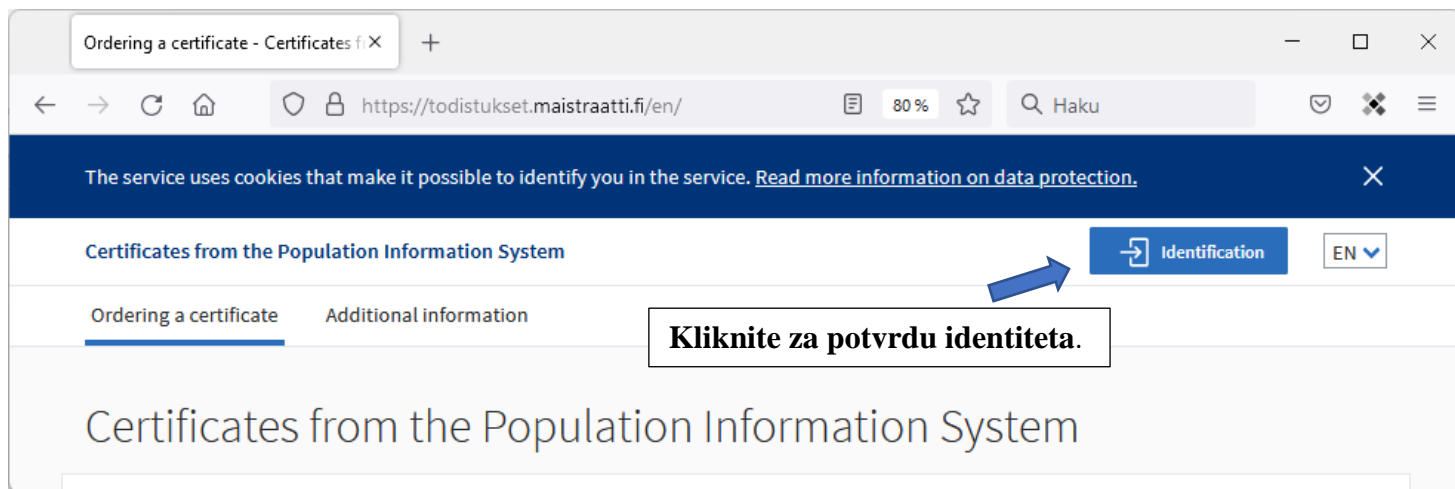 Ordering a certificate - Certificates fr
https://todistukset.maistraatti.fi/en/
80 %
Haku
The service uses cookies that make it possible to identify you in the service. Read more information on data protection.
Certificates from the Population Information System
Identification
EN
Ordering a certificate
Additional information
Kliknite za potvrdu identiteta.
Certificates from the Population Information System